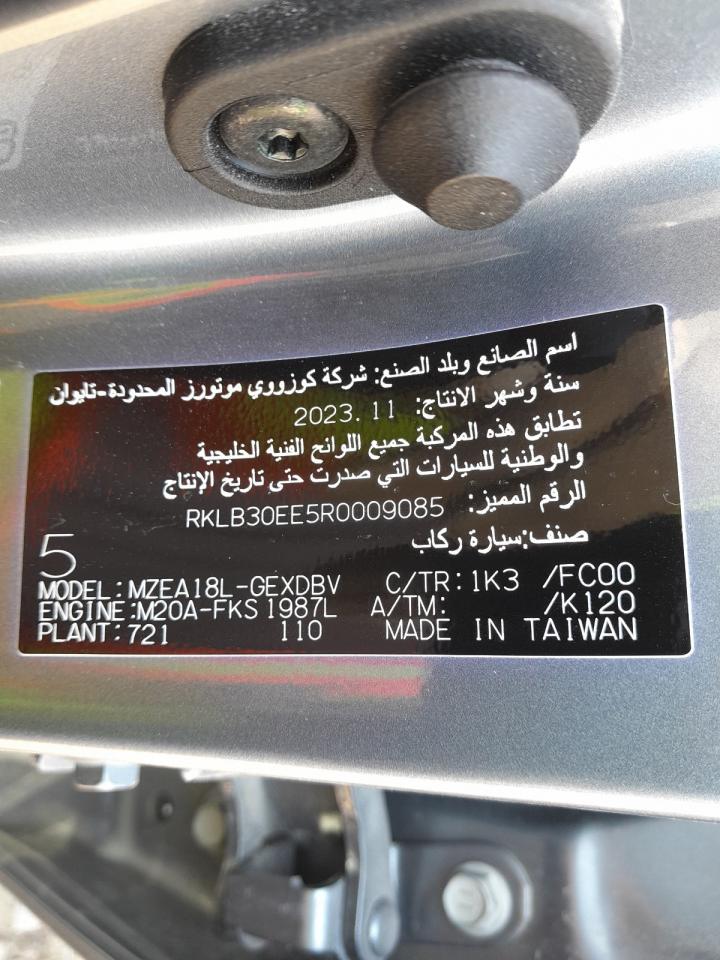 اسم الصانع وبلد الصنع: شركة كوزووي موتورز المحدودة-تايوان
سنة وشهر الإنتاج: 2023.11
تطابق هذه المركبة جميع اللوائح الفنية الخليجية
والوطنية للسيارات التي صدرت حتى تاريخ الإنتاج
الرقم المميز: RKLB30EE5R0009085
صنف:سيارة ركاب
5
MODEL:MZEA18L-GEXDBV C/TR:1K3 /FC00
ENGINE:M20A-FKS 1987L A/TM: /K120
PLANT:721 110 MADE IN TAIWAN